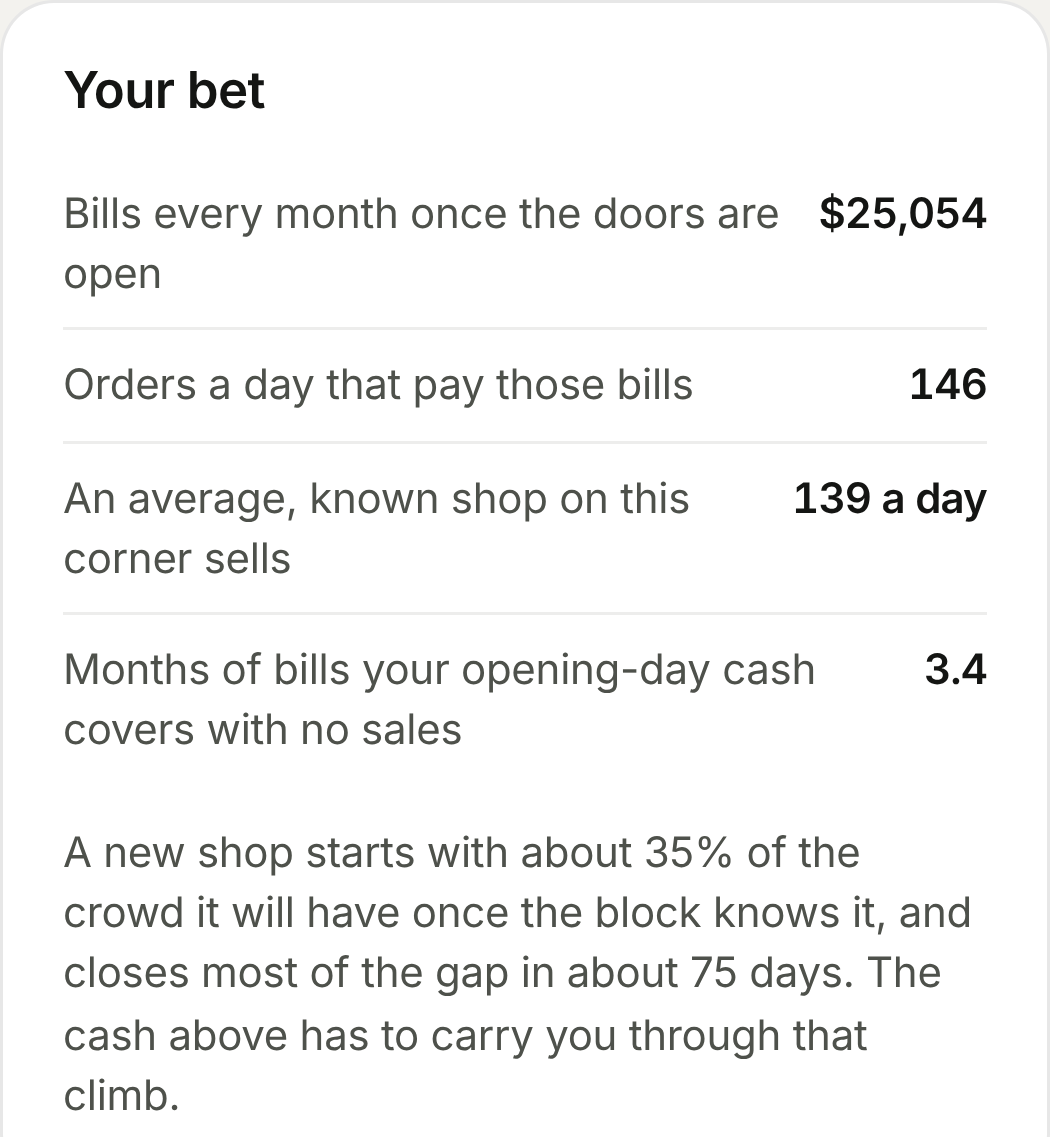 Your bet
Bills every month once the doors are $25,054
open
Orders a day that pay those bills 146
An average, known shop on this 139 a day
corner sells
Months of bills your opening-day cash 3.4
covers with no sales
A new shop starts with about 35% of the
crowd it will have once the block knows it, and
closes most of the gap in about 75 days. The
cash above has to carry you through that
climb.